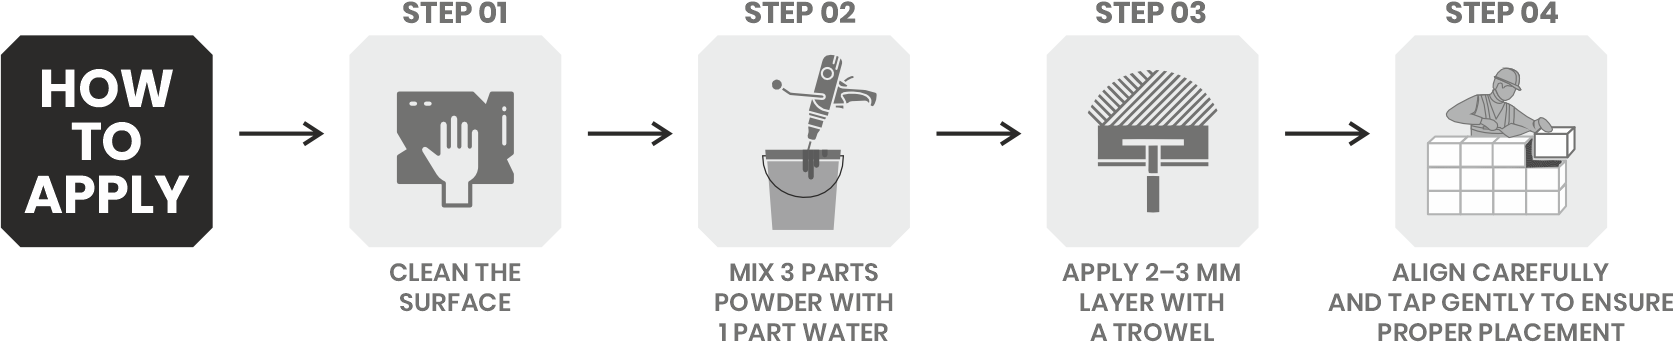 HOW
TO
APPLY
STEP 01
CLEAN THE
SURFACE
STEP 02
MIX 3 PARTS
POWDER WITH
1 PART WATER
STEP 03
APPLY 2–3 MM
LAYER WITH
A TROWEL
STEP 04
ALIGN CAREFULLY
AND TAP GENTLY TO ENSURE
PROPER PLACEMENT